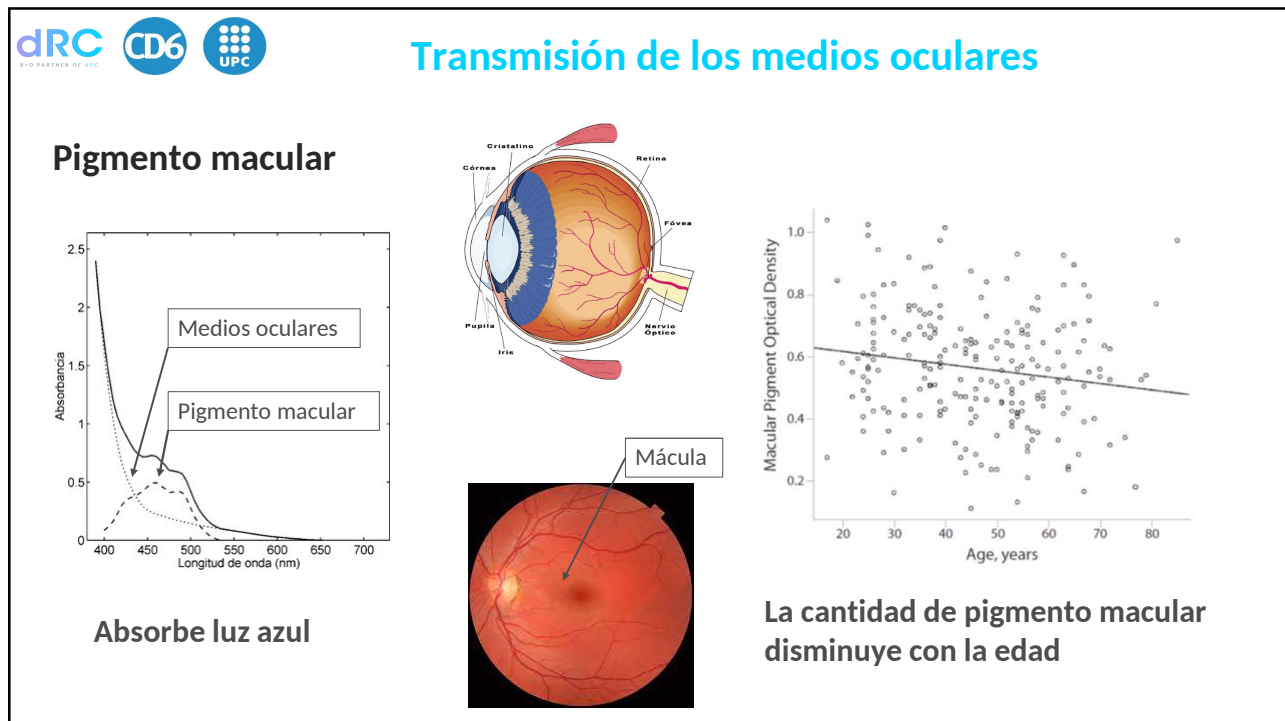 dRC
R+D PARTNER OF UPC
CD6
UPC
Transmisión de los medios oculares
Pigmento macular
2.5
2
1.5
1
0.5
0
Absorbancia
Medios oculares
Pigmento macular
400 450 500 550 600 650 700
Longitud de onda (nm)
Absorbe luz azul
Cristalino
Córnea
Retina
Fóvea
Pupila
Iris
Nervio
Óptico
Mácula
1.0
0.8
0.6
0.4
0.2
Macular Pigment Optical Density
20 30 40 50 60 70 80
Age, years
La cantidad de pigmento macular
disminuye con la edad